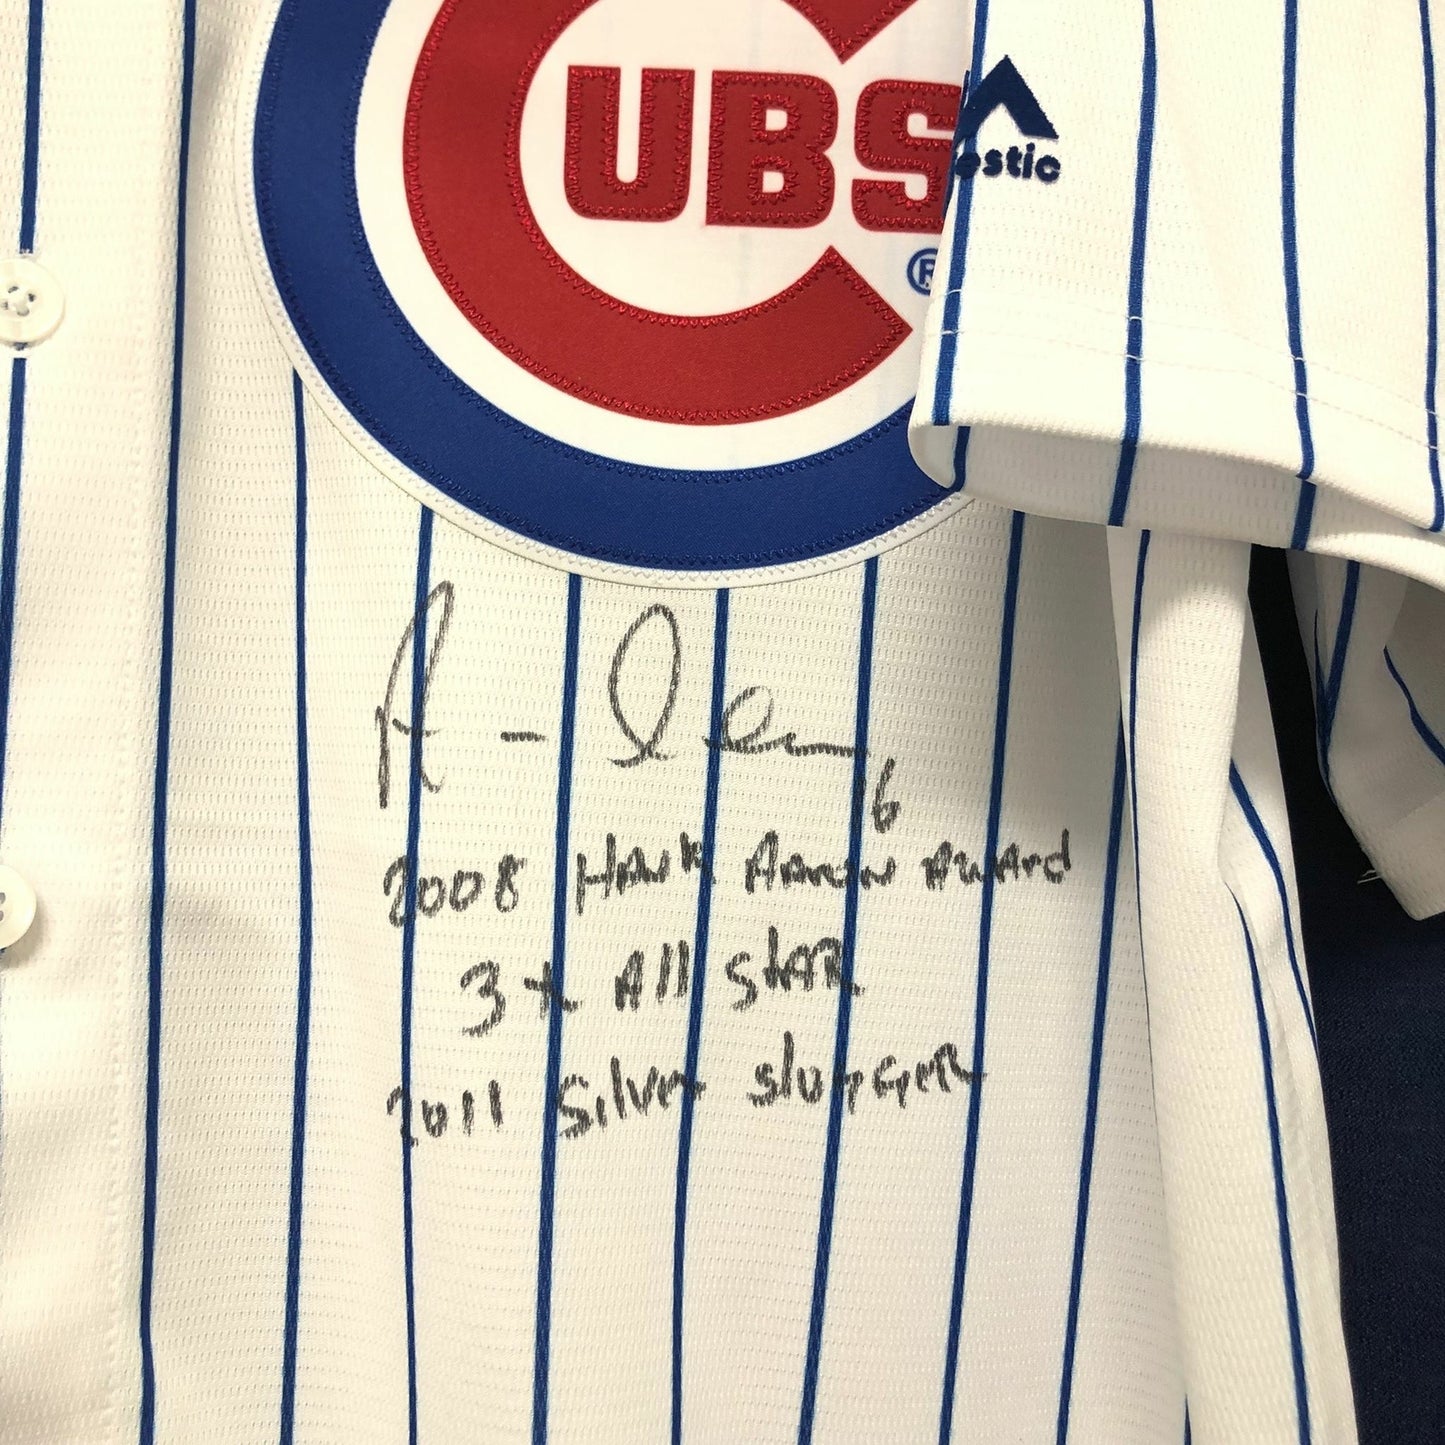 CUBS
®
estic
16
2008 HANK AARON AWARD
3x All STAR
2011 Silver SluggeR